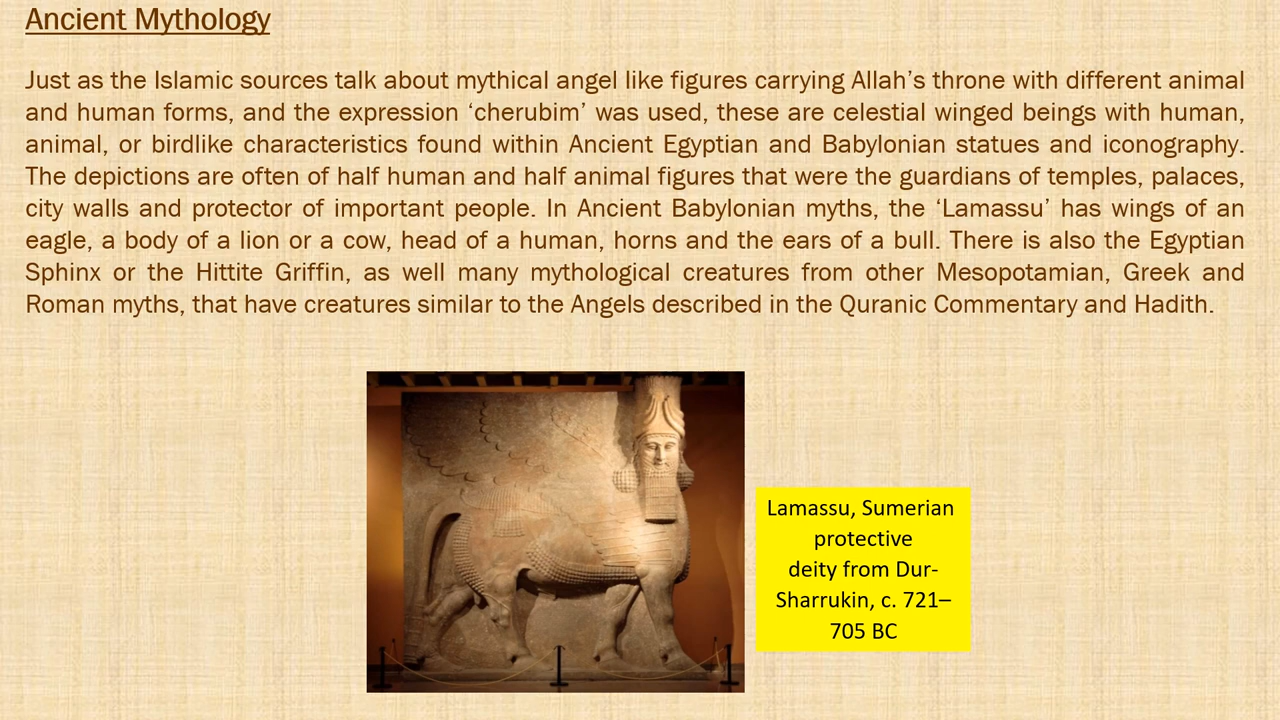 Ancient Mythology
Just as the Islamic sources talk about mythical angel like figures carrying Allah’s throne with different animal
and human forms, and the expression ‘cherubim’ was used, these are celestial winged beings with human,
animal, or birdlike characteristics found within Ancient Egyptian and Babylonian statues and iconography.
The depictions are often of half human and half animal figures that were the guardians of temples, palaces,
city walls and protector of important people. In Ancient Babylonian myths, the ‘Lamassu’ has wings of an
eagle, a body of a lion or a cow, head of a human, horns and the ears of a bull. There is also the Egyptian
Sphinx or the Hittite Griffin, as well many mythological creatures from other Mesopotamian, Greek and
Roman myths, that have creatures similar to the Angels described in the Quranic Commentary and Hadith.
Lamassu, Sumerian
protective
deity from Dur-
Sharrukin, c. 721–
705 BC